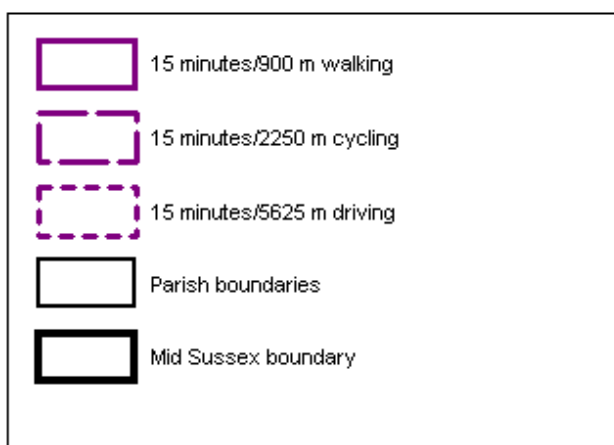 15 minutes/900 m walking
15 minutes/2250 m cycling
15 minutes/5625 m driving
Parish boundaries
Mid Sussex boundary